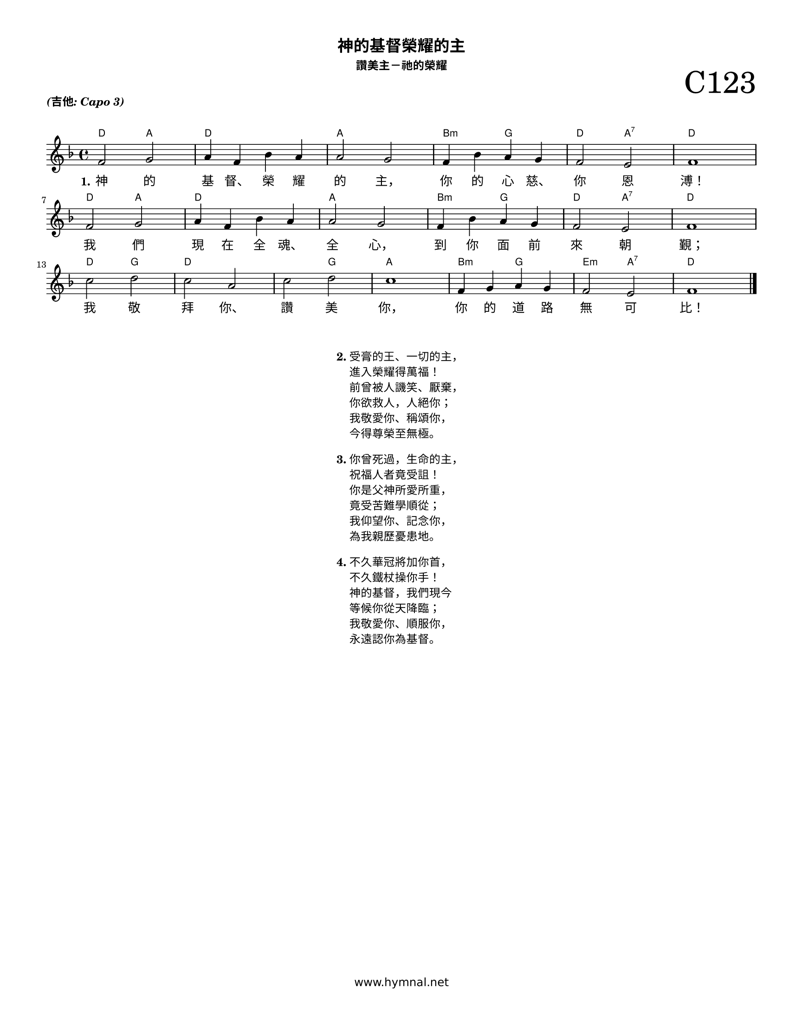 神的基督榮耀的主
讚美主－祂的榮耀
C123
(吉他: Capo 3)
D A D A Bm G D A7 D
1. 神 的 基 督、 榮 耀 的 主， 你 的 心 慈、 你 恩 溥！
7
D A D A Bm G D A7 D
我 們 現 在 全 魂、 全 心， 到 你 面 前 來 朝 覲；
13
D G D G A Bm G Em A7 D
我 敬 拜 你、 讚 美 你， 你 的 道 路 無 可 比！
2. 受膏的王、一切的主，
進入榮耀得萬福！
前曾被人譏笑、厭棄，
你欲救人，人絕你；
我敬愛你、稱頌你，
今得尊榮至無極。
3. 你曾死過，生命的主，
祝福人者竟受詛！
你是父神所愛所重，
竟受苦難學順從；
我仰望你、記念你，
為我親歷憂患地。
4. 不久華冠將加你首，
不久鐵杖操你手！
神的基督，我們現今
等候你從天降臨；
我敬愛你、順服你，
永遠認你為基督。
www.hymnal.net